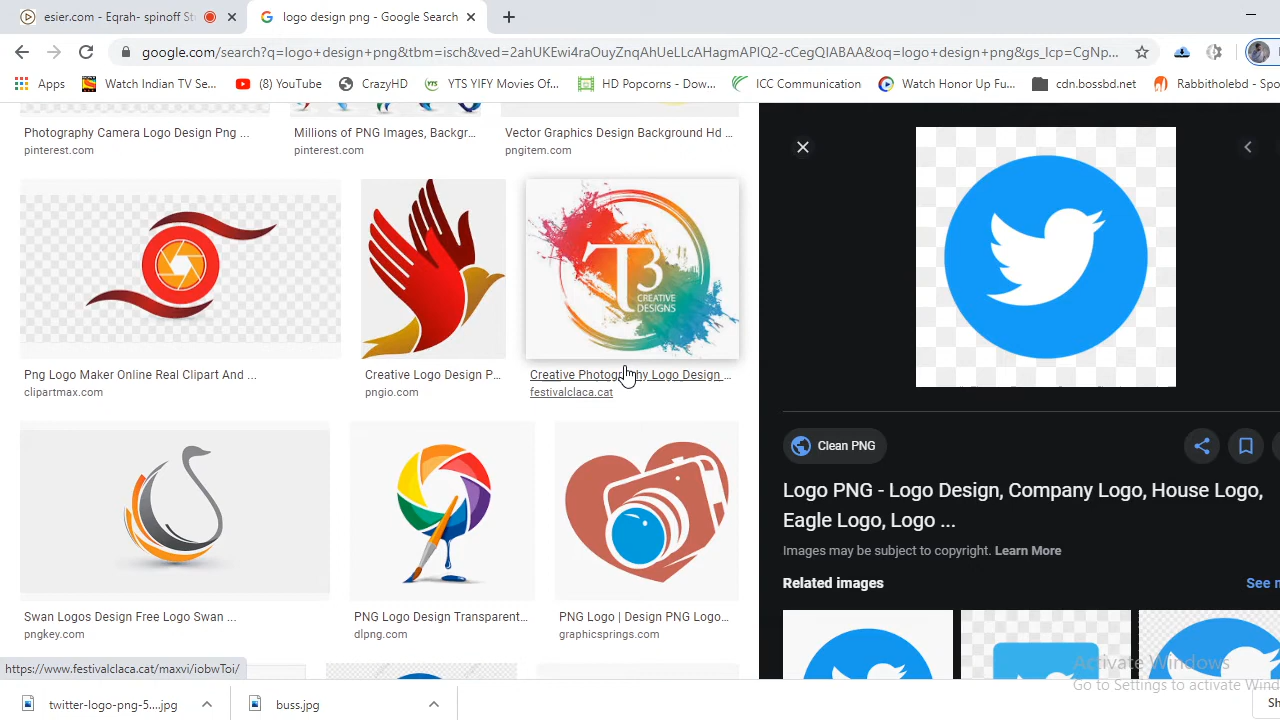 esier.com - Eqrah- spinoff St
logo design png - Google Search
google.com/search?q=logo+design+png&tbm=isch&ved=2ahUKEwi4raOuyZnqAhUeLLcAHagmAPIQ2-cCegQIABAA&oq=logo+design+png&gs_lcp=CgNp...
Apps
Watch Indian TV Se...
(8) YouTube
CrazyHD
YTS YIFY Movies Of...
HD Popcorns - Dow...
ICC Communication
Watch Honor Up Fu...
cdn.bossbd.net
Rabbitholebd - Spo
Photography Camera Logo Design Png ...
pinterest.com
Millions of PNG Images, Backgr...
pinterest.com
Vector Graphics Design Background Hd ...
pngitem.com
T3
CREATIVE
DESIGNS
Png Logo Maker Online Real Clipart And ...
clipartmax.com
Creative Logo Design P...
pngio.com
Creative Photography Logo Design ...
festivalclaca.cat
Swan Logos Design Free Logo Swan ...
pngkey.com
PNG Logo Design Transparent...
dlpng.com
PNG Logo | Design PNG Logo...
graphicsprings.com
Clean PNG
Logo PNG - Logo Design, Company Logo, House Logo,
Eagle Logo, Logo ...
Images may be subject to copyright. Learn More
Related images
See
https://www.festivalclaca.cat/maxvi/iobwToi/
Activate Windows
Go to Settings to activate Wind
twitter-logo-png-5....jpg
buss.jpg
Sh